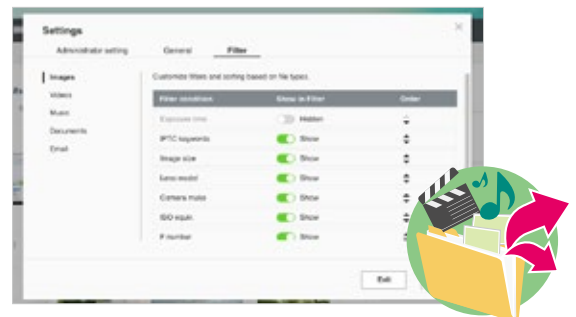 Settings
Administrator setting General Filter
Images
Videos
Music
Documents
Email
Customize filters and sorting based on file types.
Filter condition Show in Filter Order
Exposure time Hidden
IPTC keywords Show
Image size Show
Lens model Show
Camera make Show
ISO equiv. Show
F number Show
Exit